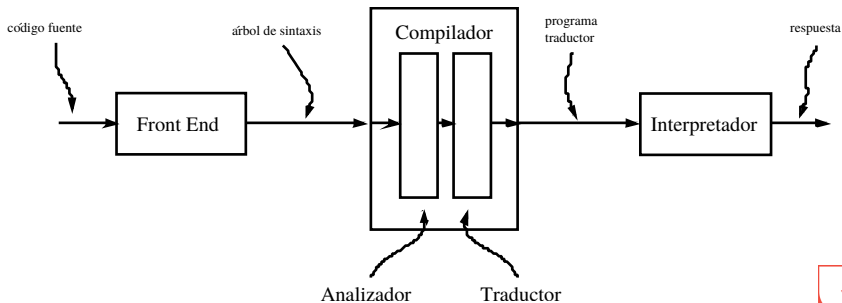 código fuente
árbol de sintaxis
Compilador
programa
traductor
respuesta
Front End
Interpretador
Analizador
Traductor